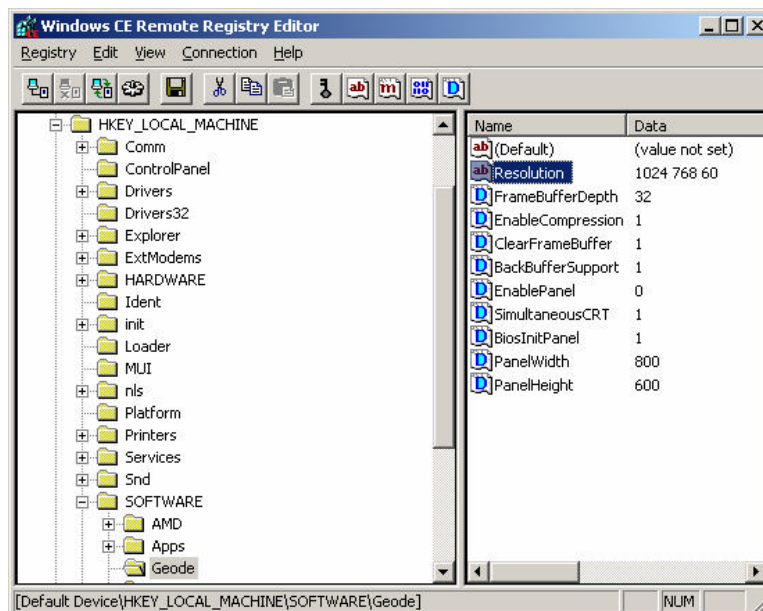 Windows CE Remote Registry Editor
Registry Edit View Connection Help
HKEY_LOCAL_MACHINE
Comm
ControlPanel
Drivers
Drivers32
Explorer
ExtModems
HARDWARE
Ident
init
Loader
MUI
nls
Platform
Printers
Services
Snd
SOFTWARE
AMD
Apps
Geode
Name Data
(Default) (value not set)
Resolution 1024 768 60
FrameBufferDepth 32
EnableCompression 1
ClearFrameBuffer 1
BackBufferSupport 1
EnablePanel 0
SimultaneousCRT 1
BiosInitPanel 1
PanelWidth 800
PanelHeight 600
[Default Device\HKEY_LOCAL_MACHINE\SOFTWARE\Geode] NUM